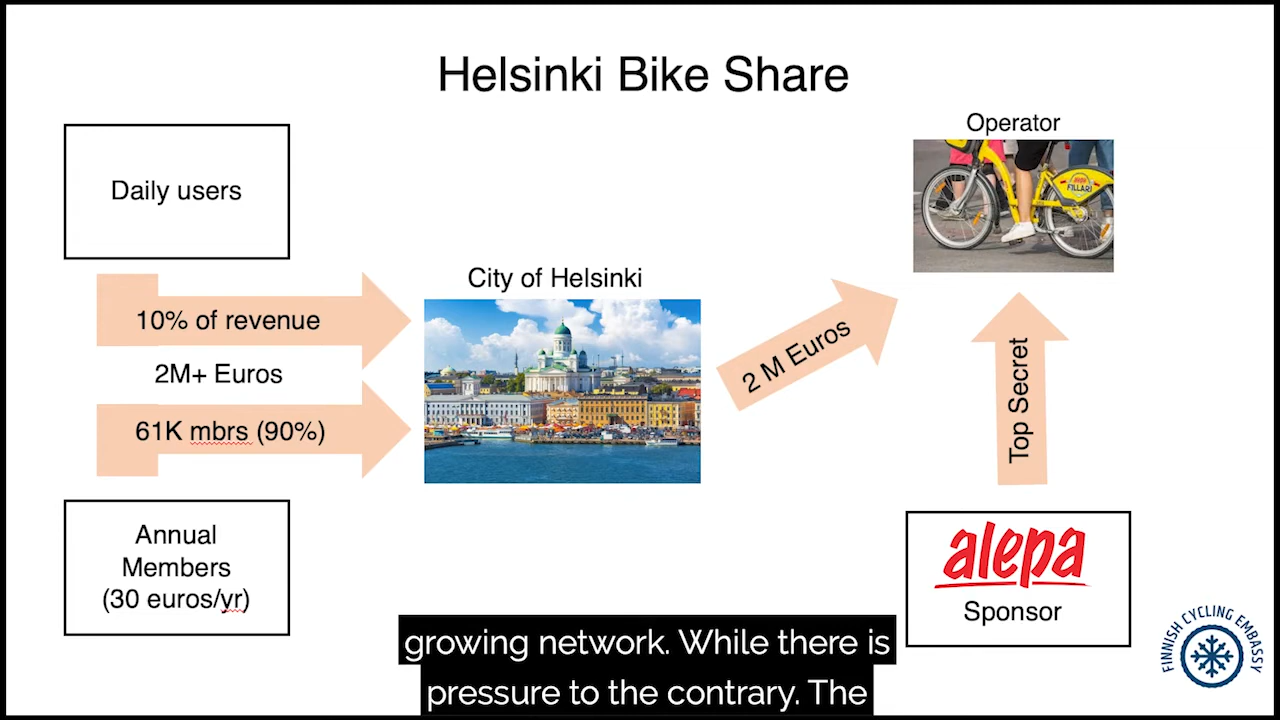 Helsinki Bike Share
Daily users
10% of revenue
2M+ Euros
61K mbrs (90%)
Annual
Members
(30 euros/yr)
City of Helsinki
2 M Euros
Operator
FILLARI
Top Secret
alepa
Sponsor
FINNISH CYCLING EMBASSY
growing network. While there is
pressure to the contrary. The